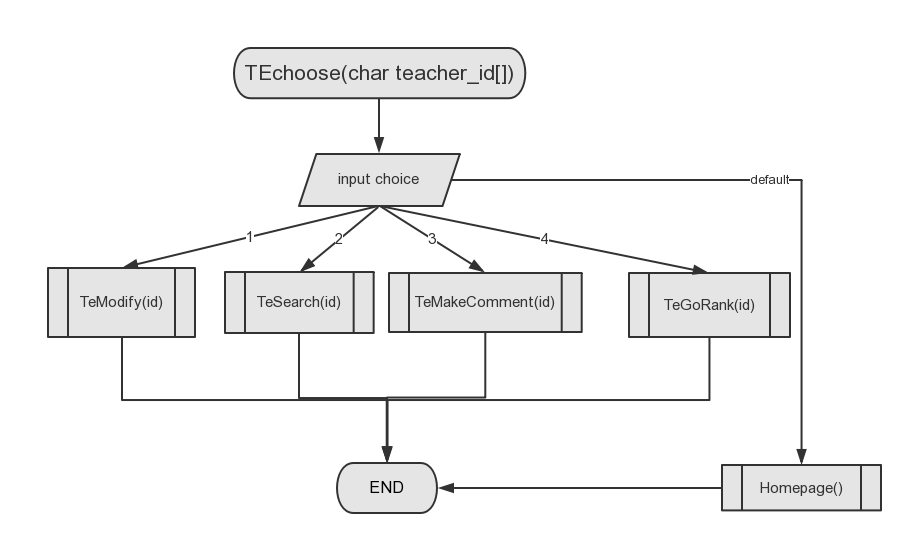 TEchoose(char teacher_id[])
input choice
default
1
2
3
4
TeModify(id)
TeSearch(id)
TeMakeComment(id)
TeGoRank(id)
END
Homepage()